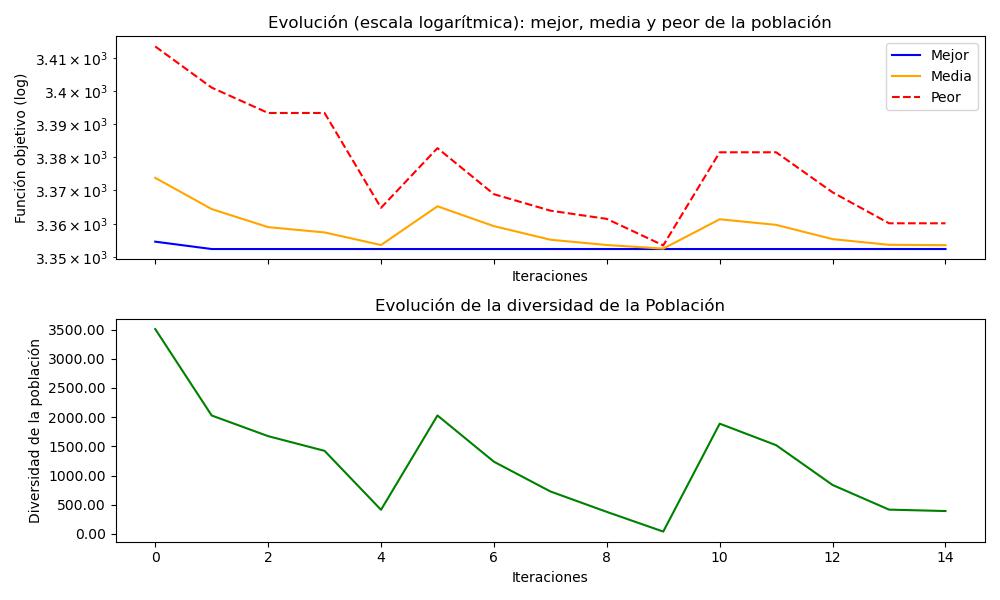 Evolución (escala logarítmica): mejor, media y peor de la población
Función objetivo (log)
3.41 × 10³
3.4 × 10³
3.39 × 10³
3.38 × 10³
3.37 × 10³
3.36 × 10³
3.35 × 10³
Mejor
Media
Peor
Iteraciones
Evolución de la diversidad de la Población
Diversidad de la población
3500.00
3000.00
2500.00
2000.00
1500.00
1000.00
500.00
0.00
0 2 4 6 8 10 12 14
Iteraciones